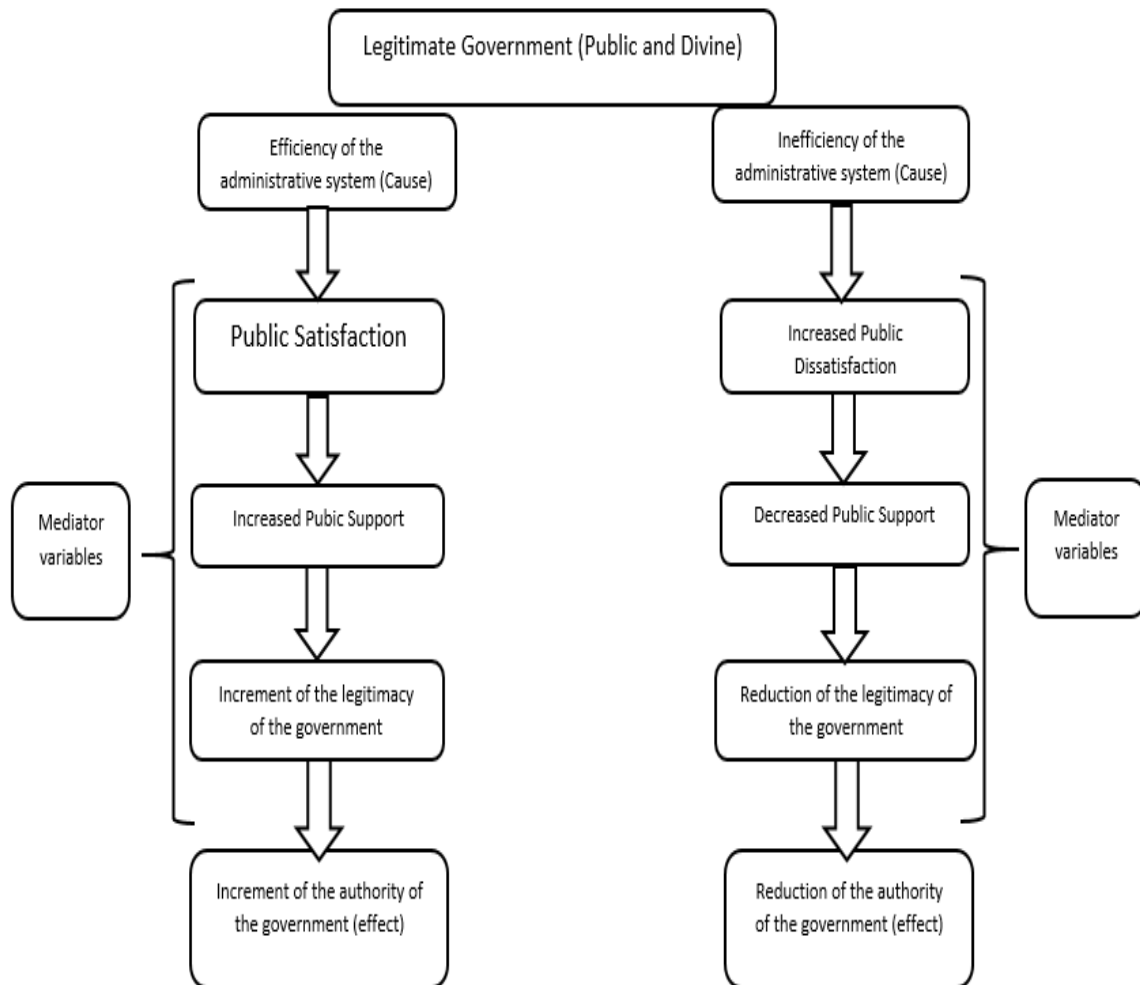 Legitimate Government (Public and Divine)
Efficiency of the
administrative system (Cause)
Inefficiency of the
administrative system (Cause)
Public Satisfaction
Increased Public
Dissatisfaction
Mediator
variables
Increased Pubic Support
Decreased Public Support
Mediator
variables
Increment of the legitimacy
of the government
Reduction of the legitimacy of
the government
Increment of the authority of
the government (effect)
Reduction of the authority
of the government (effect)